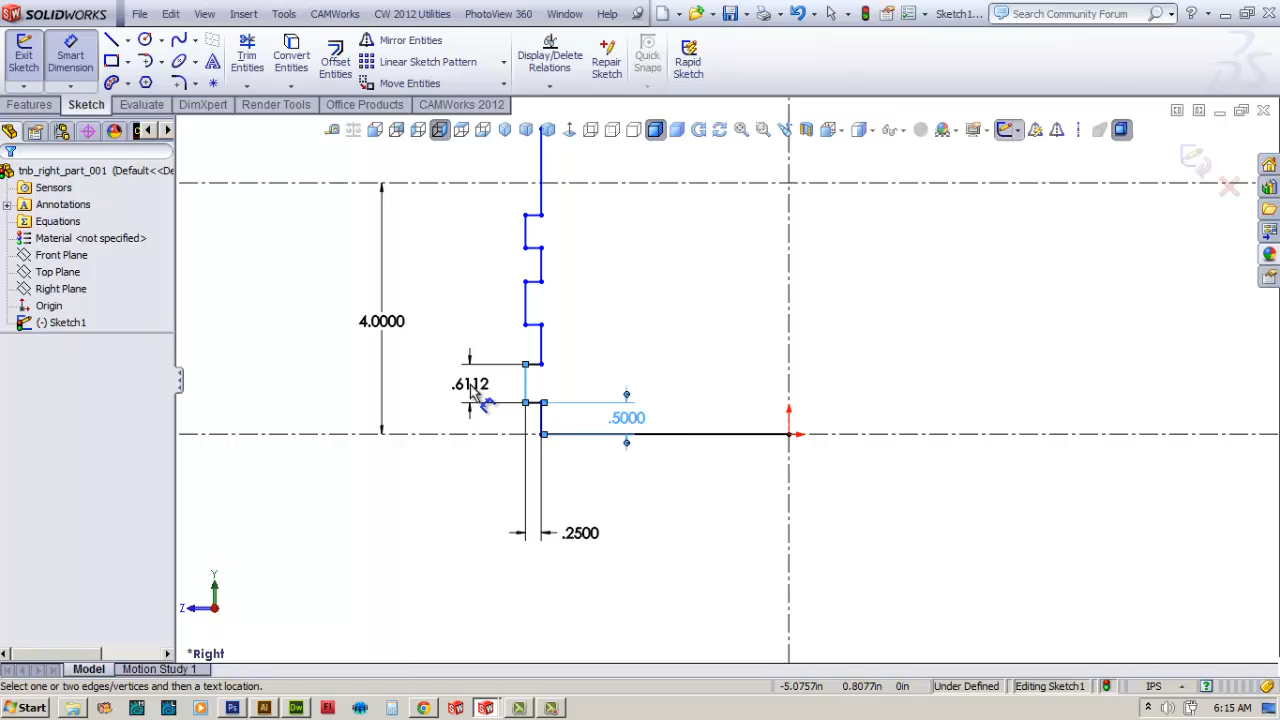 SOLIDWORKS File Edit View Insert Tools CAMWorks CW 2012 Utilities PhotoView 360 Window Help Sketch1... Search Community Forum
Exit Sketch
Smart Dimension
Trim Entities
Convert Entities
Offset Entities
Mirror Entities
Linear Sketch Pattern
Move Entities
Display/Delete Relations
Repair Sketch
Quick Snaps
Rapid Sketch
Features Sketch Evaluate DimXpert Render Tools Office Products CAMWorks 2012
tnb_right_part_001 (Default<<De
Sensors
Annotations
Equations
Material <not specified>
Front Plane
Top Plane
Right Plane
Origin
(-) Sketch1
4.0000
.6112
.5000
.2500
Y
Z
*Right
Model Motion Study 1
Select one or two edges/vertices and then a text location. -5.0757in 0.8077in 0in Under Defined Editing Sketch1 IPS
Start 6:15 AM